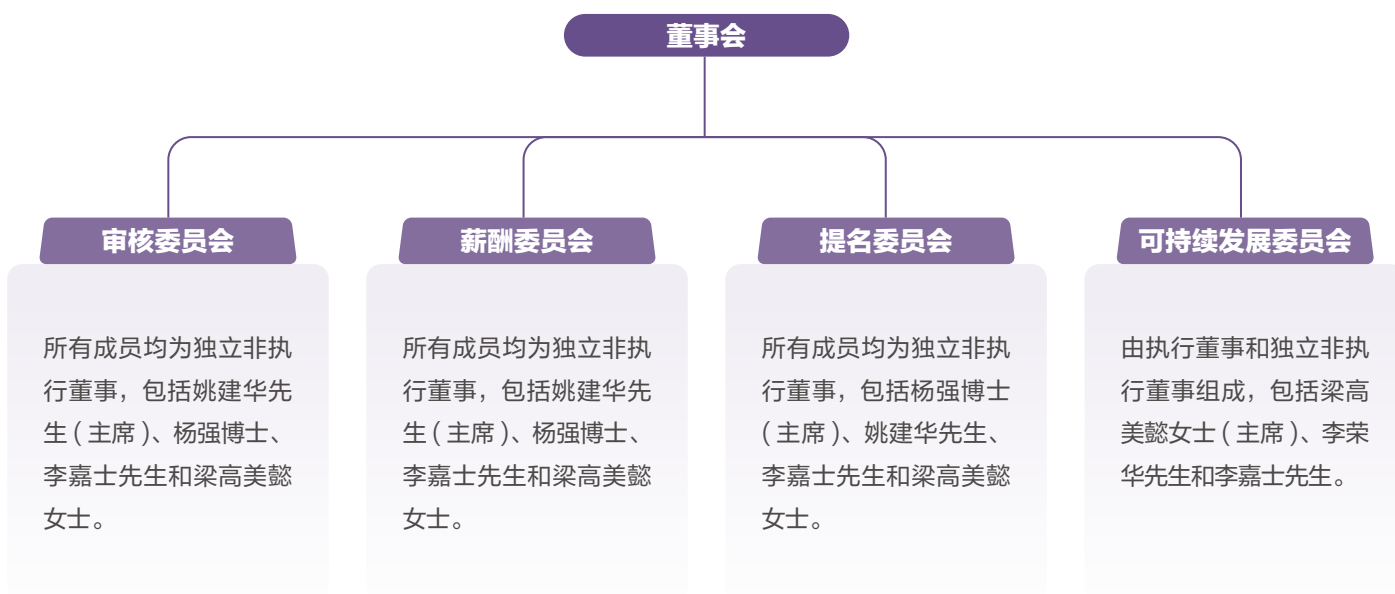 董事会
审核委员会
所有成员均为独立非执
行董事，包括姚建华先
生（主席）、杨强博士、
李嘉士先生和梁高美懿
女士。
薪酬委员会
所有成员均为独立非执
行董事，包括姚建华先
生（主席）、杨强博士、
李嘉士先生和梁高美懿
女士。
提名委员会
所有成员均为独立非执
行董事，包括杨强博士
（主席）、姚建华先生、
李嘉士先生和梁高美懿
女士。
可持续发展委员会
由执行董事和独立非执
行董事组成，包括梁高
美懿女士（主席）、李荣
华先生和李嘉士先生。